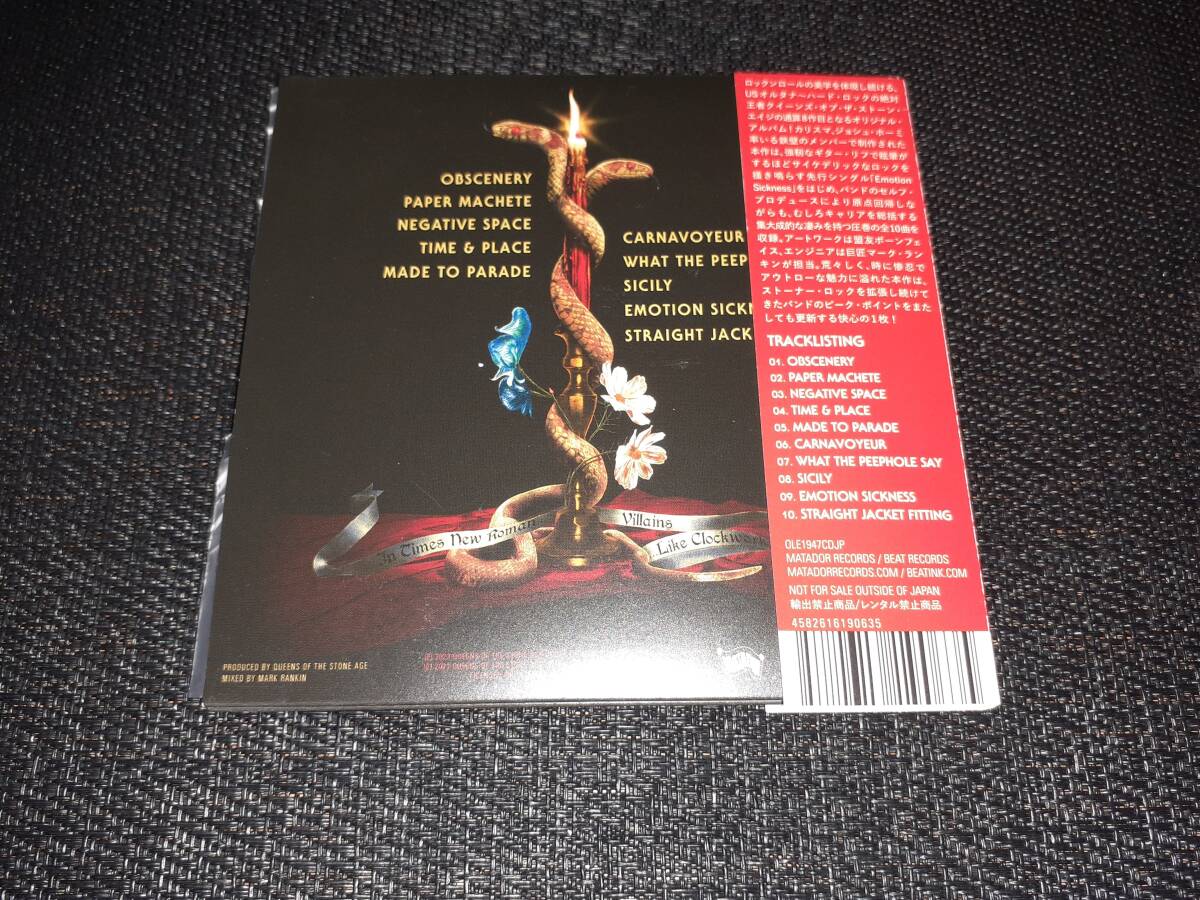 OBSCENERY
PAPER MACHETE
NEGATIVE SPACE
TIME & PLACE
MADE TO PARADE
CARNAVOYEUR
WHAT THE PEEP
SICILY
EMOTION SICKN
STRAIGHT JACK
In Times New Roman
Villains
Like Clockwork
PRODUCED BY QUEENS OF THE STONE AGE
MIXED BY MARK RANKIN
ロックンロールの美学を体現し続ける、
USオルタナ〜ハード・ロックの絶対
王者クイーンズ・オブ・ザ・ストーン・
エイジの通算8作目となるオリジナル・
アルバム！カリスマ、ジョシュ・ホーミ
率いる鉄壁のメンバーで制作された
本作は、強靭なギター・リフで眩暈が
するほどサイケデリックなロックを
掻き鳴らす先行シングル「Emotion
Sickness」をはじめ、バンドのセルフ・
プロデュースにより原点回帰しな
がらも、むしろキャリアを総括する
集大成的な凄みを持つ圧巻の全10曲を
収録。アートワークは盟友ボーンフェ
イス、エンジニアは巨匠マーク・ラン
キンが担当。荒々しく、時に惨忍で
アウトローな魅力に溢れた本作は、
ストーナー・ロックを拡張し続けて
きたバンドのピーク・ポイントをまた
しても更新する快心の1枚！
TRACKLISTING
01. OBSCENERY
02. PAPER MACHETE
03. NEGATIVE SPACE
04. TIME & PLACE
05. MADE TO PARADE
06. CARNAVOYEUR
07. WHAT THE PEEPHOLE SAY
08. SICILY
09. EMOTION SICKNESS
10. STRAIGHT JACKET FITTING
OLE1947CDJP
MATADOR RECORDS / BEAT RECORDS
MATADORRECORDS.COM / BEATINK.COM
NOT FOR SALE OUTSIDE OF JAPAN
輸出禁止商品/レンタル禁止商品
4582616190635